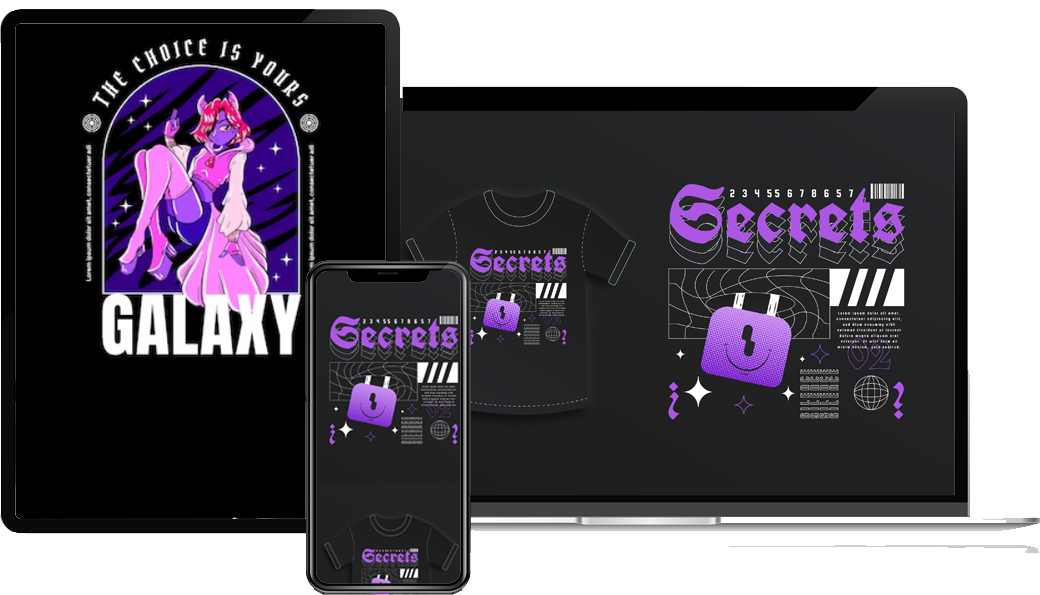 THE CHOICE IS YOURS
Lorem ipsum dolor sit amet, consectetuer adi
Lorem ipsum dolor sit amet, consectetuer adi
GALAXY
2 3 4 5 5 6 7 8 6 5 7
Secrets
2 3 4 5 5 6 7 8 6 5 7
Secrets
Lorem ipsum dolor sit amet,
consectetuer adipiscing elit,
sed diam nonummy nibh
euismod tincidunt ut laoreet
dolore magna aliquam erat
volutpat. Ut wisi enim ad
minim veniam, quis nostrud.
02
¿
?
2 3 4 5 5 6 7 8 6 5 7
Secrets
¿
?
Secrets